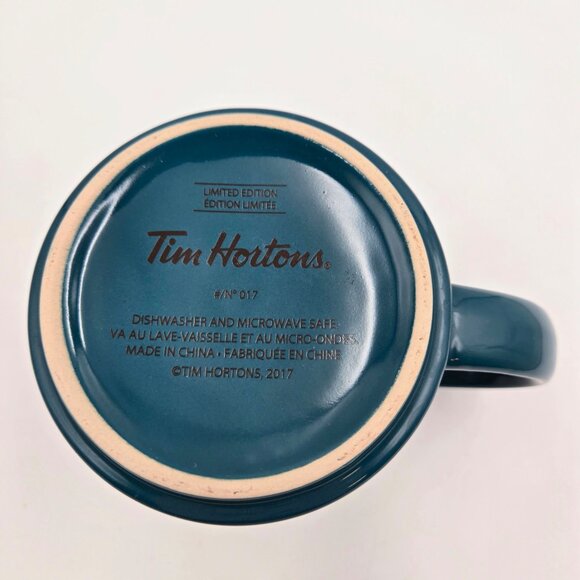 LIMITED EDITION
ÉDITION LIMITÉE
Tim Hortons®
#/Nº 017
DISHWASHER AND MICROWAVE SAFE
VA AU LAVE-VAISSELLE ET AU MICRO-ONDES
MADE IN CHINA • FABRIQUÉE EN CHINE
©TIM HORTONS, 2017